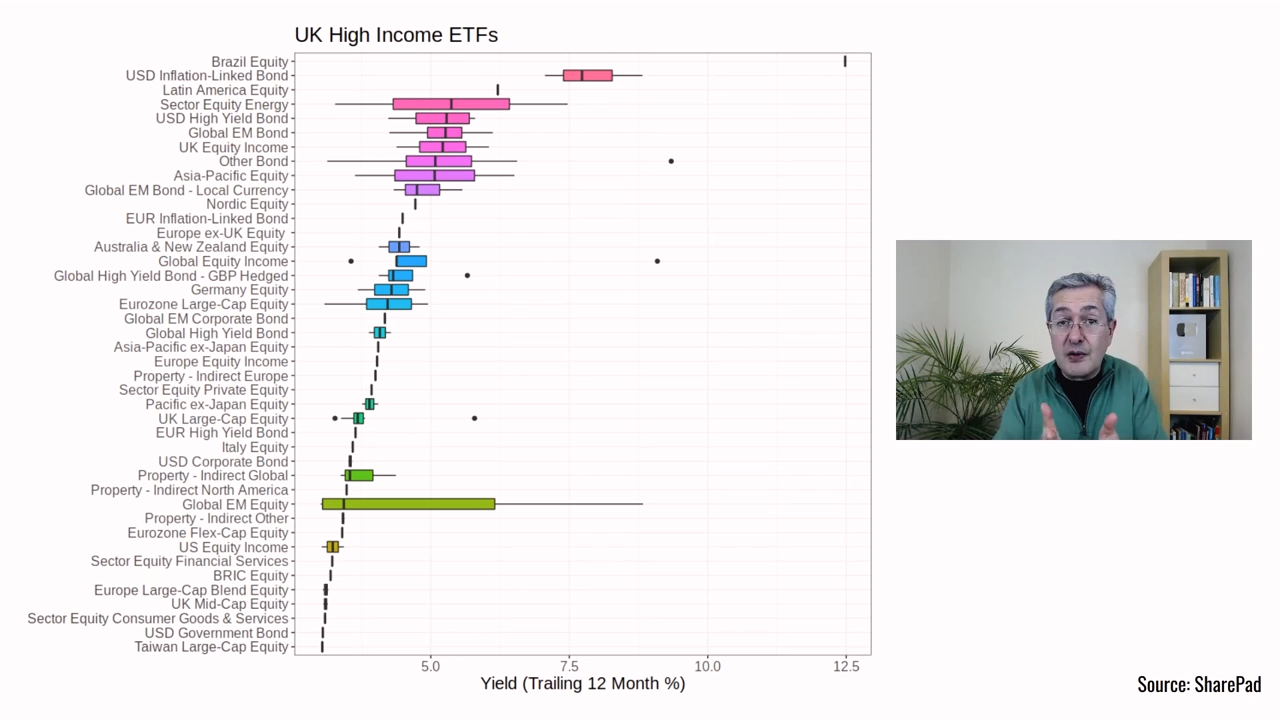 UK High Income ETFs
Brazil Equity
USD Inflation-Linked Bond
Latin America Equity
Sector Equity Energy
USD High Yield Bond
Global EM Bond
UK Equity Income
Other Bond
Asia-Pacific Equity
Global EM Bond - Local Currency
Nordic Equity
EUR Inflation-Linked Bond
Europe ex-UK Equity
Australia & New Zealand Equity
Global Equity Income
Global High Yield Bond - GBP Hedged
Germany Equity
Eurozone Large-Cap Equity
Global EM Corporate Bond
Global High Yield Bond
Asia-Pacific ex-Japan Equity
Europe Equity Income
Property - Indirect Europe
Sector Equity Private Equity
Pacific ex-Japan Equity
UK Large-Cap Equity
EUR High Yield Bond
Italy Equity
USD Corporate Bond
Property - Indirect Global
Property - Indirect North America
Global EM Equity
Property - Indirect Other
Eurozone Flex-Cap Equity
US Equity Income
Sector Equity Financial Services
BRIC Equity
Europe Large-Cap Blend Equity
UK Mid-Cap Equity
Sector Equity Consumer Goods & Services
USD Government Bond
Taiwan Large-Cap Equity
5.0 7.5 10.0 12.5
Yield (Trailing 12 Month %)
Source: SharePad